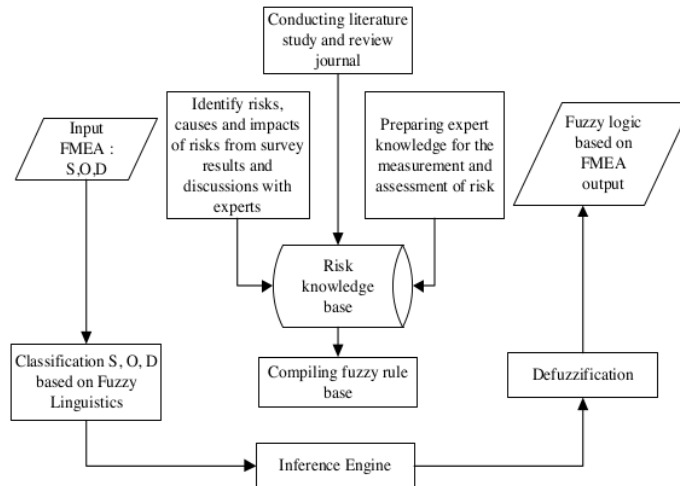 Conducting literature
study and review
journal
Input
FMEA :
S,O,D
Identify risks,
causes and impacts
of risks from survey
results and
discussions with
experts
Preparing expert
knowledge for the
measurement and
assessment of risk
Fuzzy logic
based on
FMEA
output
Risk
knowledge
base
Classification S, O, D
based on Fuzzy
Linguistics
Compiling fuzzy rule
base
Defuzzification
Inference Engine